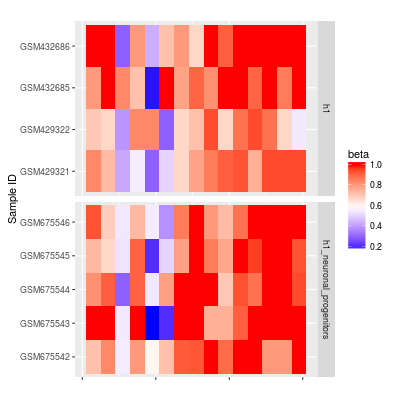 GSM432686
GSM432685
GSM429322
GSM429321
h1
GSM675546
GSM675545
GSM675544
GSM675543
GSM675542
h1_neuronal_progenitors
Sample ID
beta
1.0
0.8
0.6
0.4
0.2